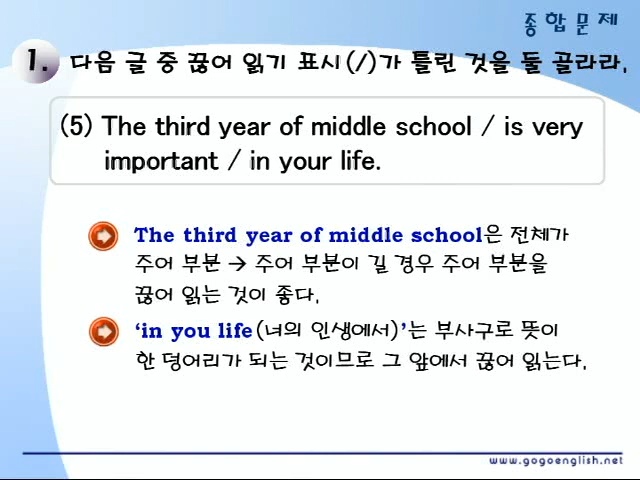 종합문제
1. 다음 글 중 끊어 읽기 표시(/)가 틀린 것을 둘 골라라.
(5) The third year of middle school / is very
important / in your life.
The third year of middle school은 전체가
주어 부분 → 주어 부분이 길 경우 주어 부분을
끊어 읽는 것이 좋다.
‘in you life(너의 인생에서)’는 부사구로 뜻이
한 덩어리가 되는 것이므로 그 앞에서 끊어 읽는다.
www.gogoenglish.net